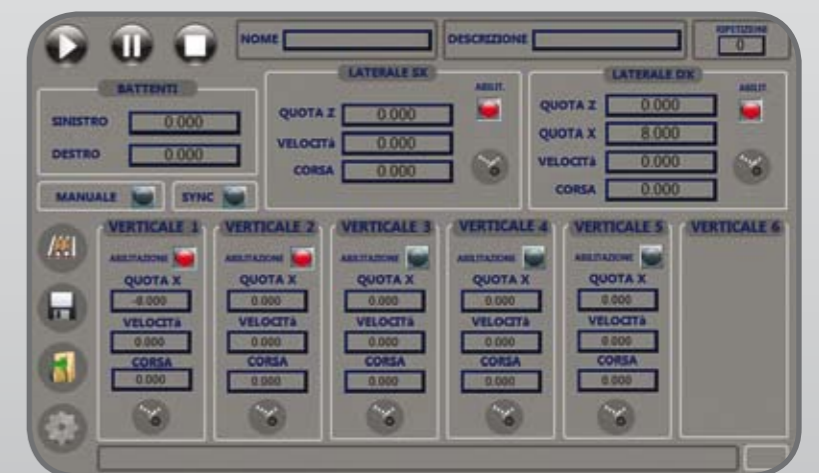 NOME
DESCRIZIONE
RIPETIZIONI
0
BATTENTI
SINISTRO 0.000
DESTRO 0.000
MANUALE SYNC
LATERALE SX
ABILIT.
QUOTA Z 0.000
VELOCITà 0.000
CORSA 0.000
LATERALE DX
ABILIT.
QUOTA Z 0.000
QUOTA X 8.000
VELOCITà 0.000
CORSA 0.000
VERTICALE 1
ABILITAZIONE
QUOTA X
-8.000
VELOCITà
0.000
CORSA
0.000
VERTICALE 2
ABILITAZIONE
QUOTA X
0.000
VELOCITà
0.000
CORSA
0.000
VERTICALE 3
ABILITAZIONE
QUOTA X
0.000
VELOCITà
0.000
CORSA
0.000
VERTICALE 4
ABILITAZIONE
QUOTA X
0.000
VELOCITà
0.000
CORSA
0.000
VERTICALE 5
ABILITAZIONE
QUOTA X
0.000
VELOCITà
0.000
CORSA
0.000
VERTICALE 6